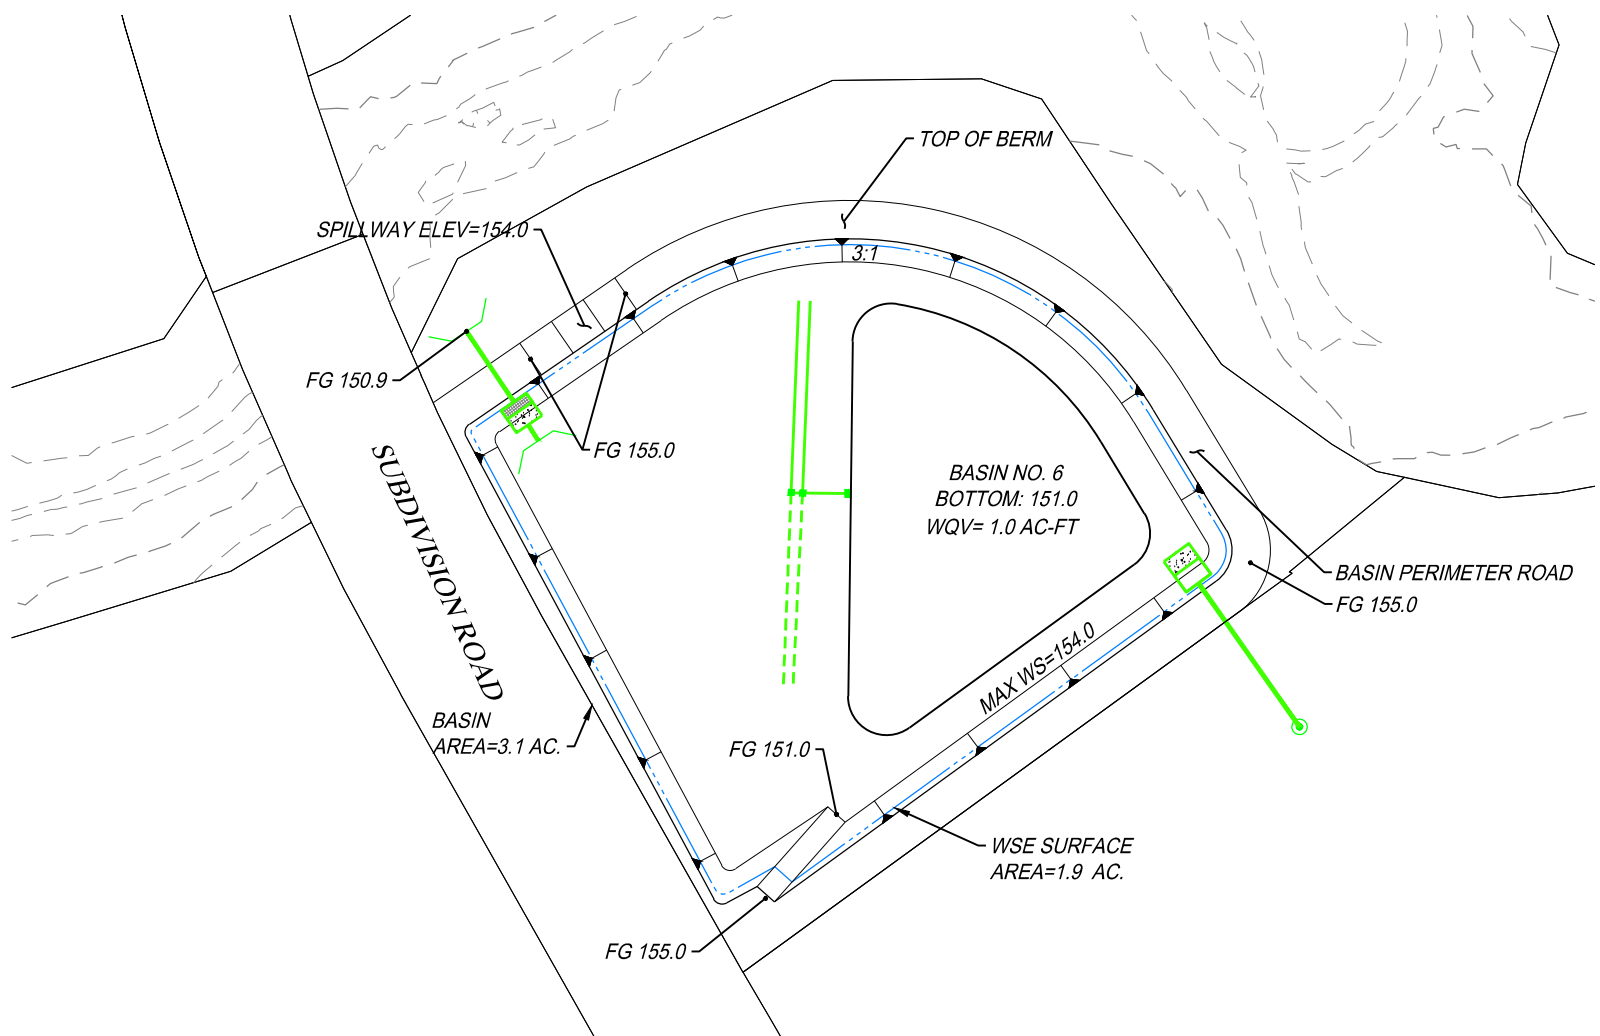 TOP OF BERM
SPILLWAY ELEV=154.0
3:1
FG 150.9
FG 155.0
SUBDIVISION ROAD
BASIN NO. 6
BOTTOM: 151.0
WQV= 1.0 AC-FT
BASIN PERIMETER ROAD
FG 155.0
MAX WS=154.0
BASIN
AREA=3.1 AC.
FG 151.0
WSE SURFACE
AREA=1.9 AC.
FG 155.0